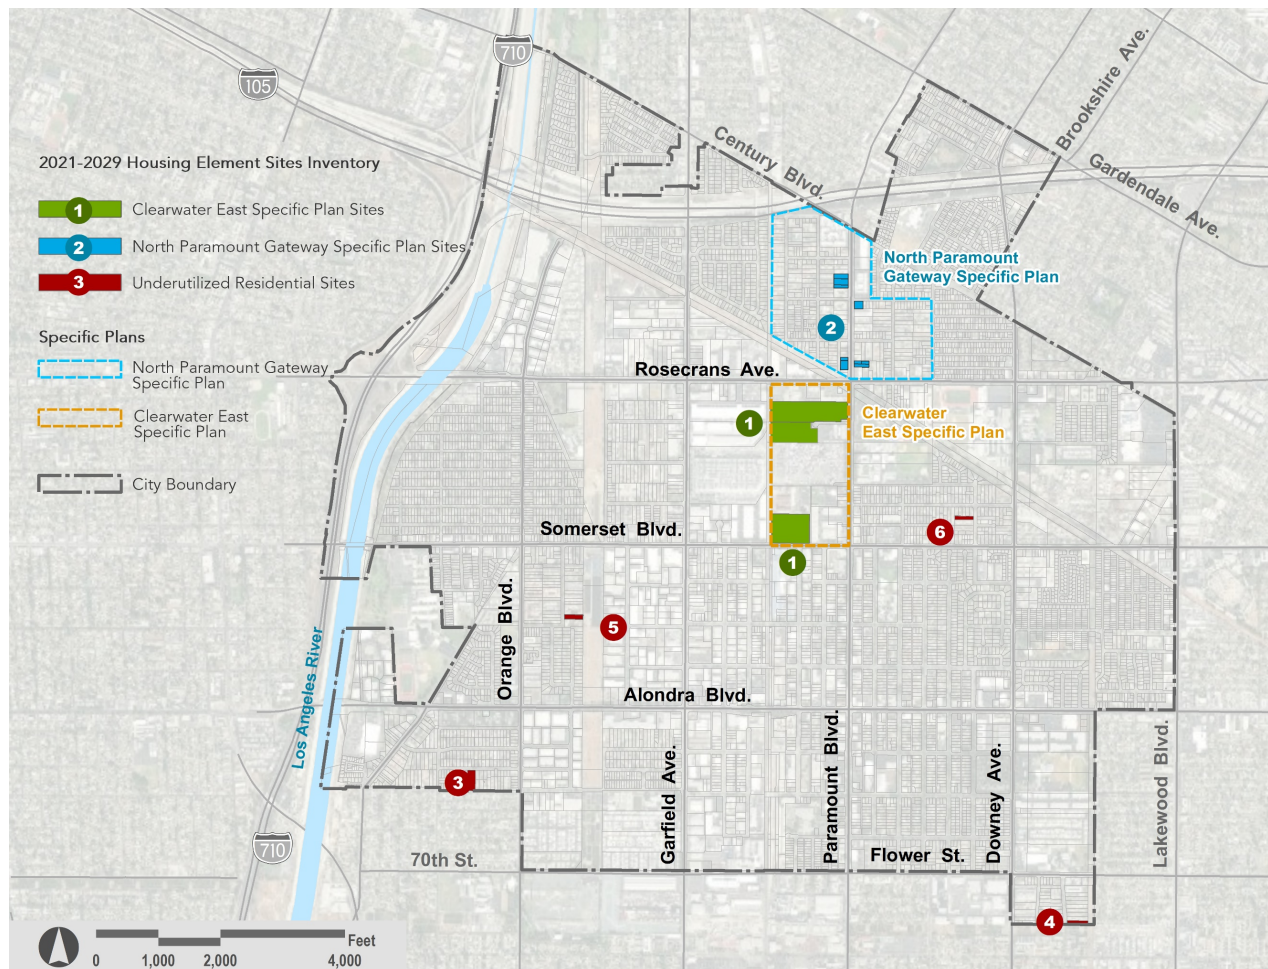 710
105
Brookshire Ave.
Century Blvd.
Gardendale Ave.
2021-2029 Housing Element Sites Inventory
1 Clearwater East Specific Plan Sites
2 North Paramount Gateway Specific Plan Sites
3 Underutilized Residential Sites
Specific Plans
North Paramount Gateway
Specific Plan
Clearwater East
Specific Plan
City Boundary
North Paramount
Gateway Specific Plan
2
Rosecrans Ave.
Clearwater
East Specific Plan
1
Somerset Blvd.
6
1
Orange Blvd.
5
Los Angeles River
Alondra Blvd.
3
Garfield Ave.
Paramount Blvd.
Downey Ave.
Lakewood Blvd.
710
70th St.
Flower St.
4
Feet
0 1,000 2,000 4,000